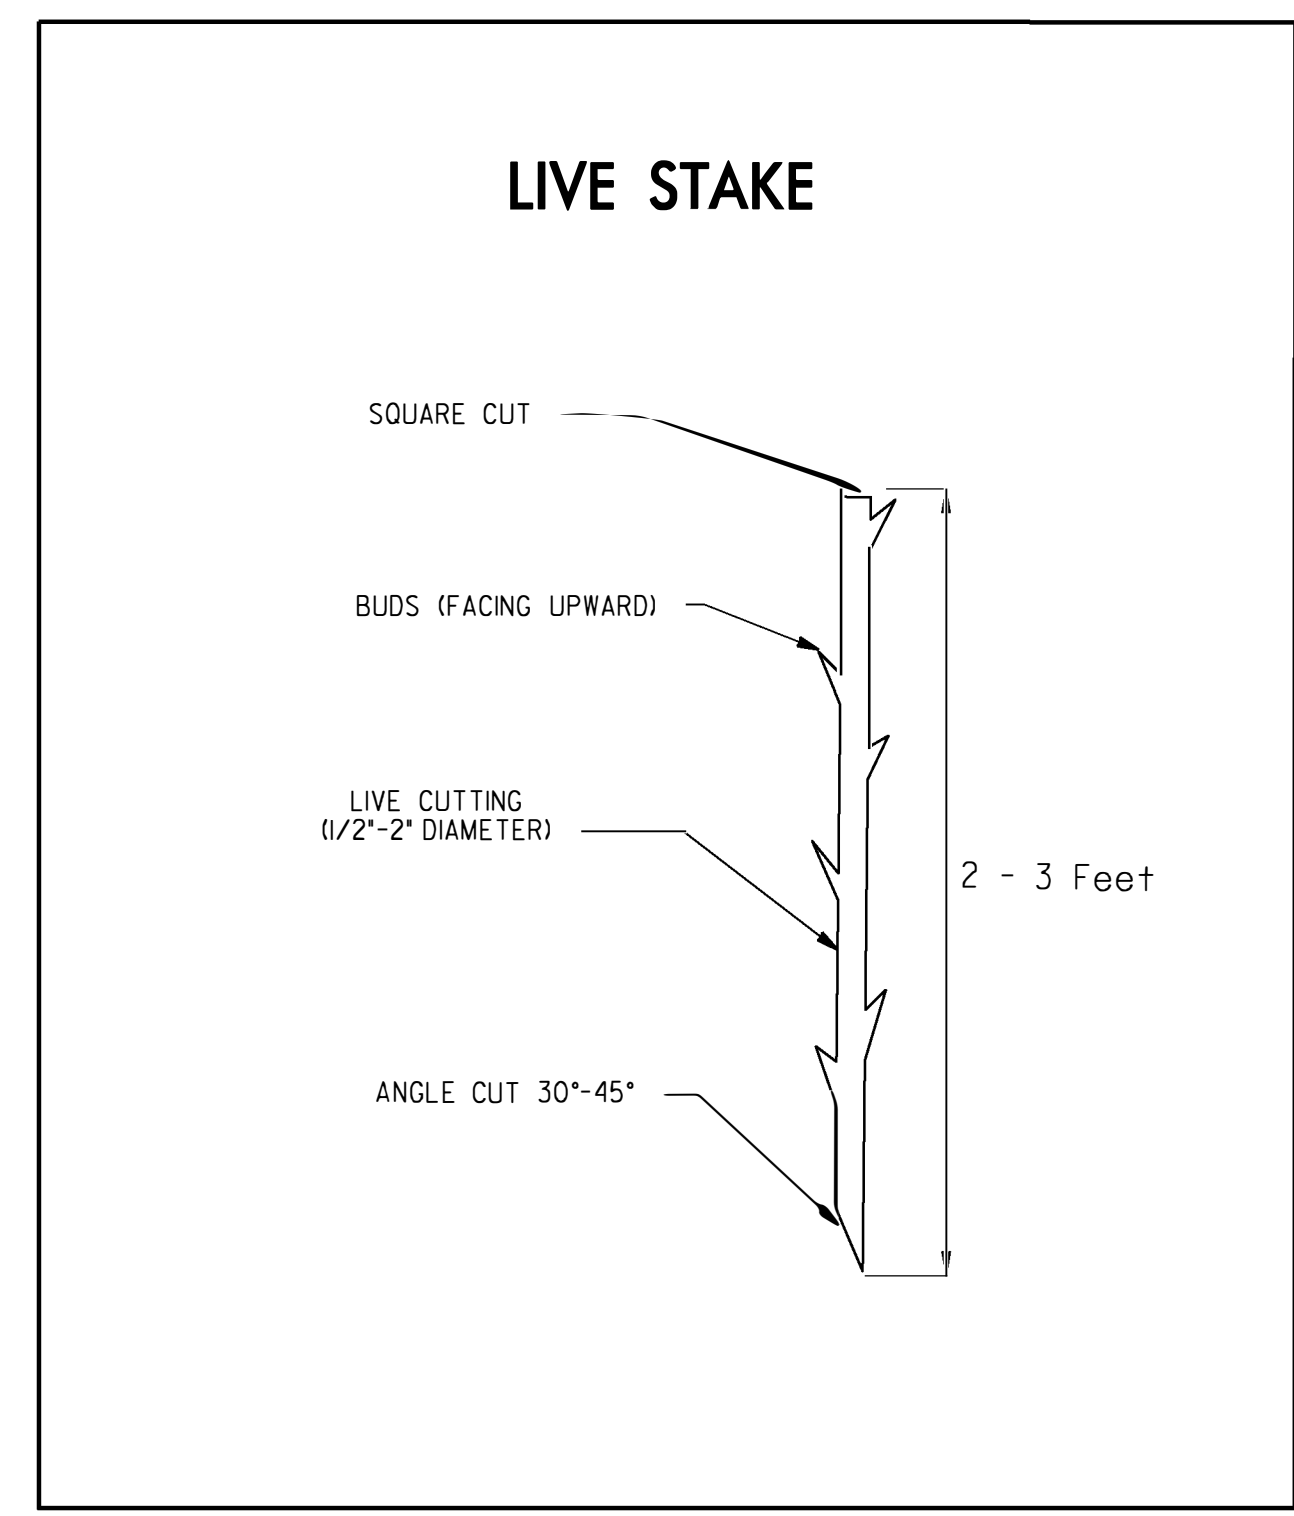 LIVE STAKE
SQUARE CUT
BUDS (FACING UPWARD)
LIVE CUTTING
(1/2"-2" DIAMETER)
2 - 3 Feet
ANGLE CUT 30°-45°